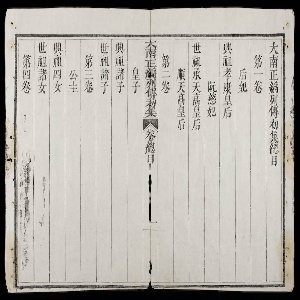 大南正編列傳初集總目
第一卷
后妃
興祖孝康皇后
阮慈妃
世祖承天高皇后
順天高皇后
第二卷
大南正編列傳初集 卷總目
皇子
興祖諸子
世祖諸子
第三卷
公主
興祖四女
世祖諸女
第四卷